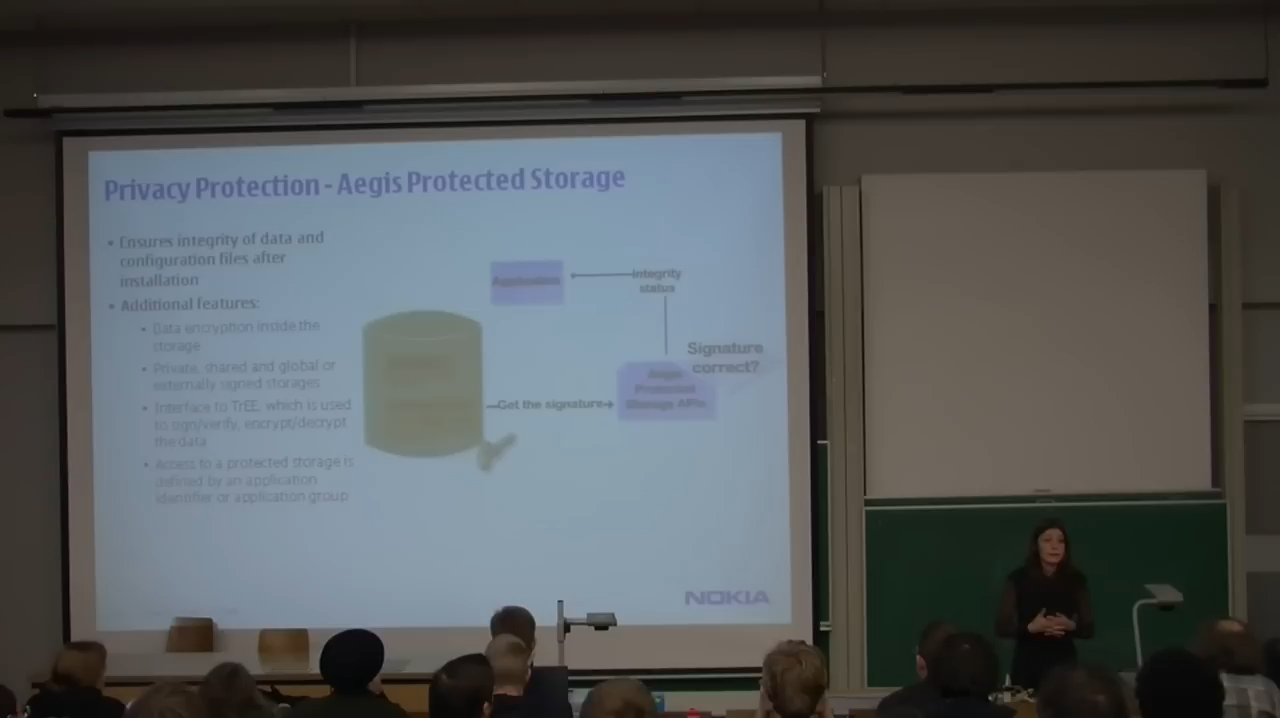 Privacy Protection - Aegis Protected Storage
• Ensures integrity of data and
configuration files after
installation
• Additional features:
• Data encryption inside the
storage
• Private, shared and global or
externally signed storages
• Interface to TrEE, which is used
to sign/verify, encrypt/decrypt
the data
• Access to a protected storage is
defined by an application
identifier or application group
Application
Integrity
status
Signature
correct?
Aegis
Protected
Storage APIs
Get the signature
NOKIA